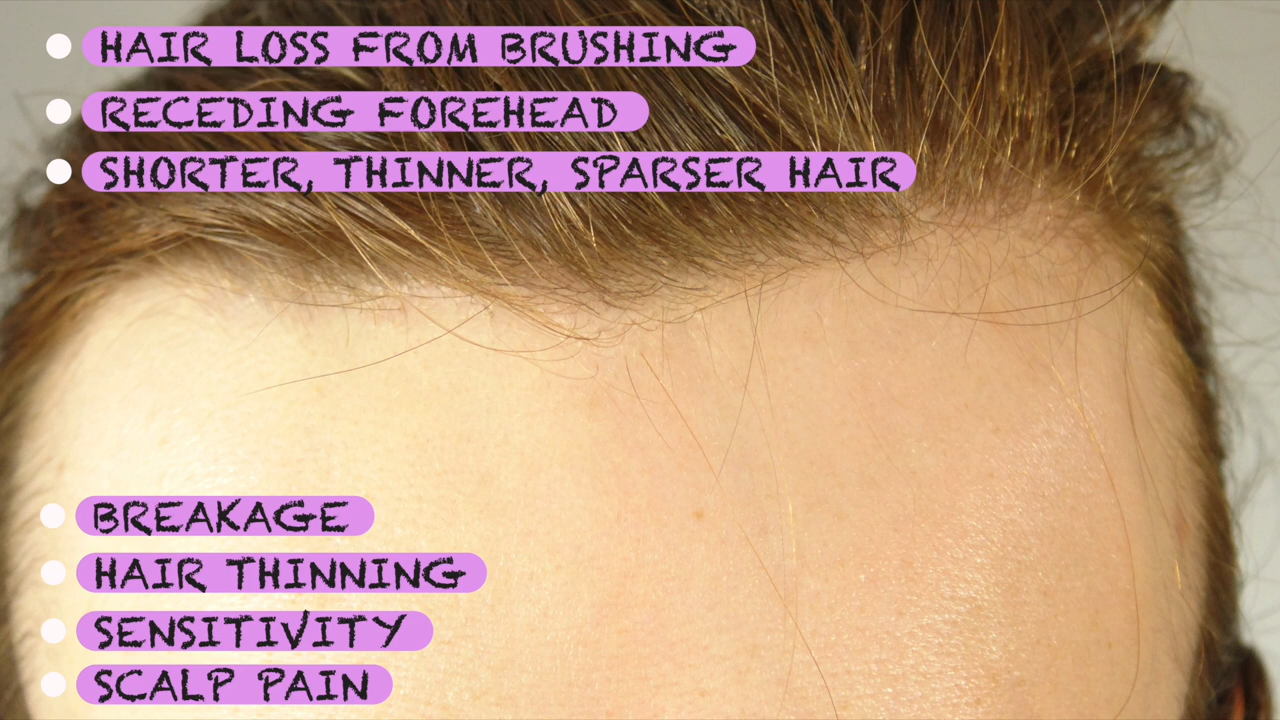 HAIR LOSS FROM BRUSHING
RECEDING FOREHEAD
SHORTER, THINNER, SPARSER HAIR
BREAKAGE
HAIR THINNING
SENSITIVITY
SCALP PAIN